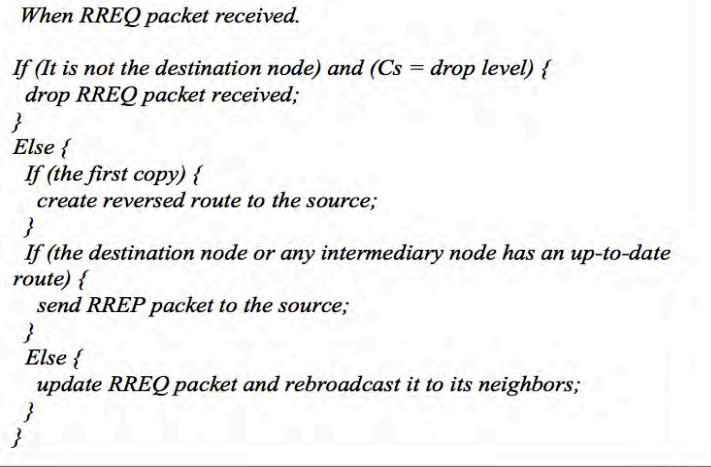 When RREQ packet received.
If (It is not the destination node) and (Cs = drop level) {
drop RREQ packet received;
}
Else {
If (the first copy) {
create reversed route to the source;
}
If (the destination node or any intermediary node has an up-to-date
route) {
send RREP packet to the source;
}
Else {
update RREQ packet and rebroadcast it to its neighbors;
}
}